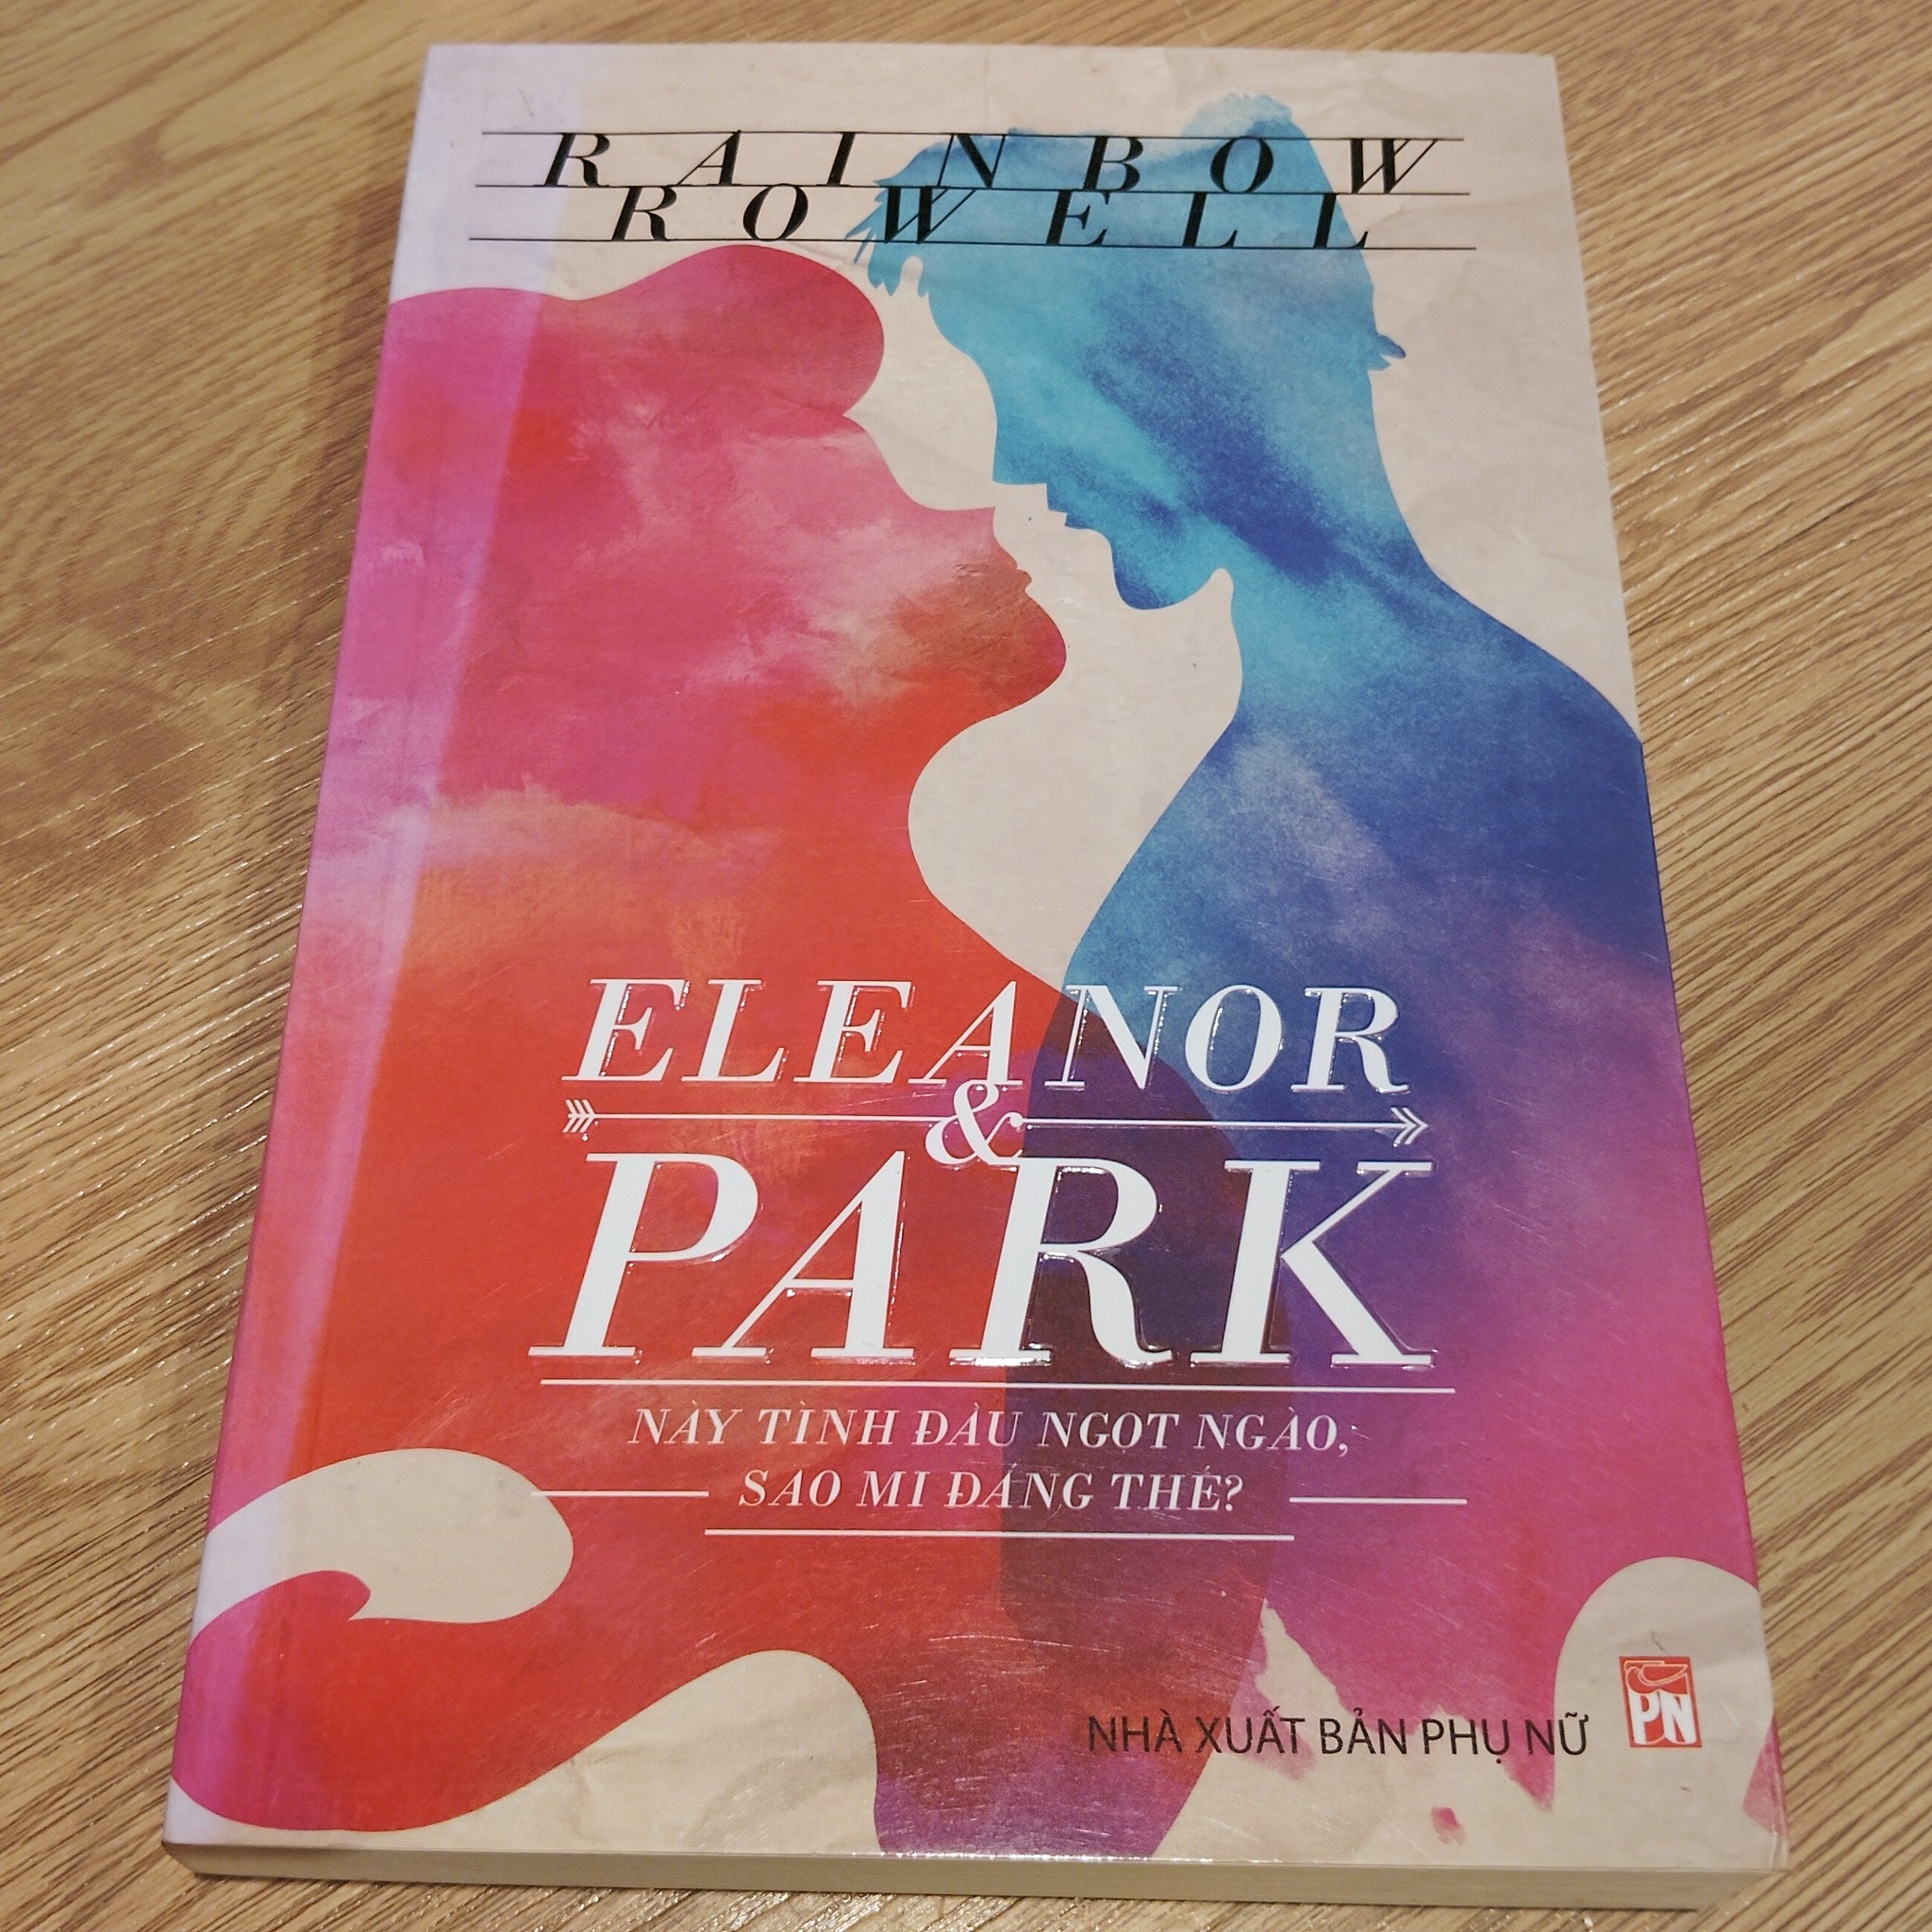 RAINBOW
ROWELL
ELEANOR
&
PARK
NÀY TÌNH ĐẦU NGỌT NGÀO,
SAO MI ĐẮNG THẾ?
NHÀ XUẤT BẢN PHỤ NỮ
PN